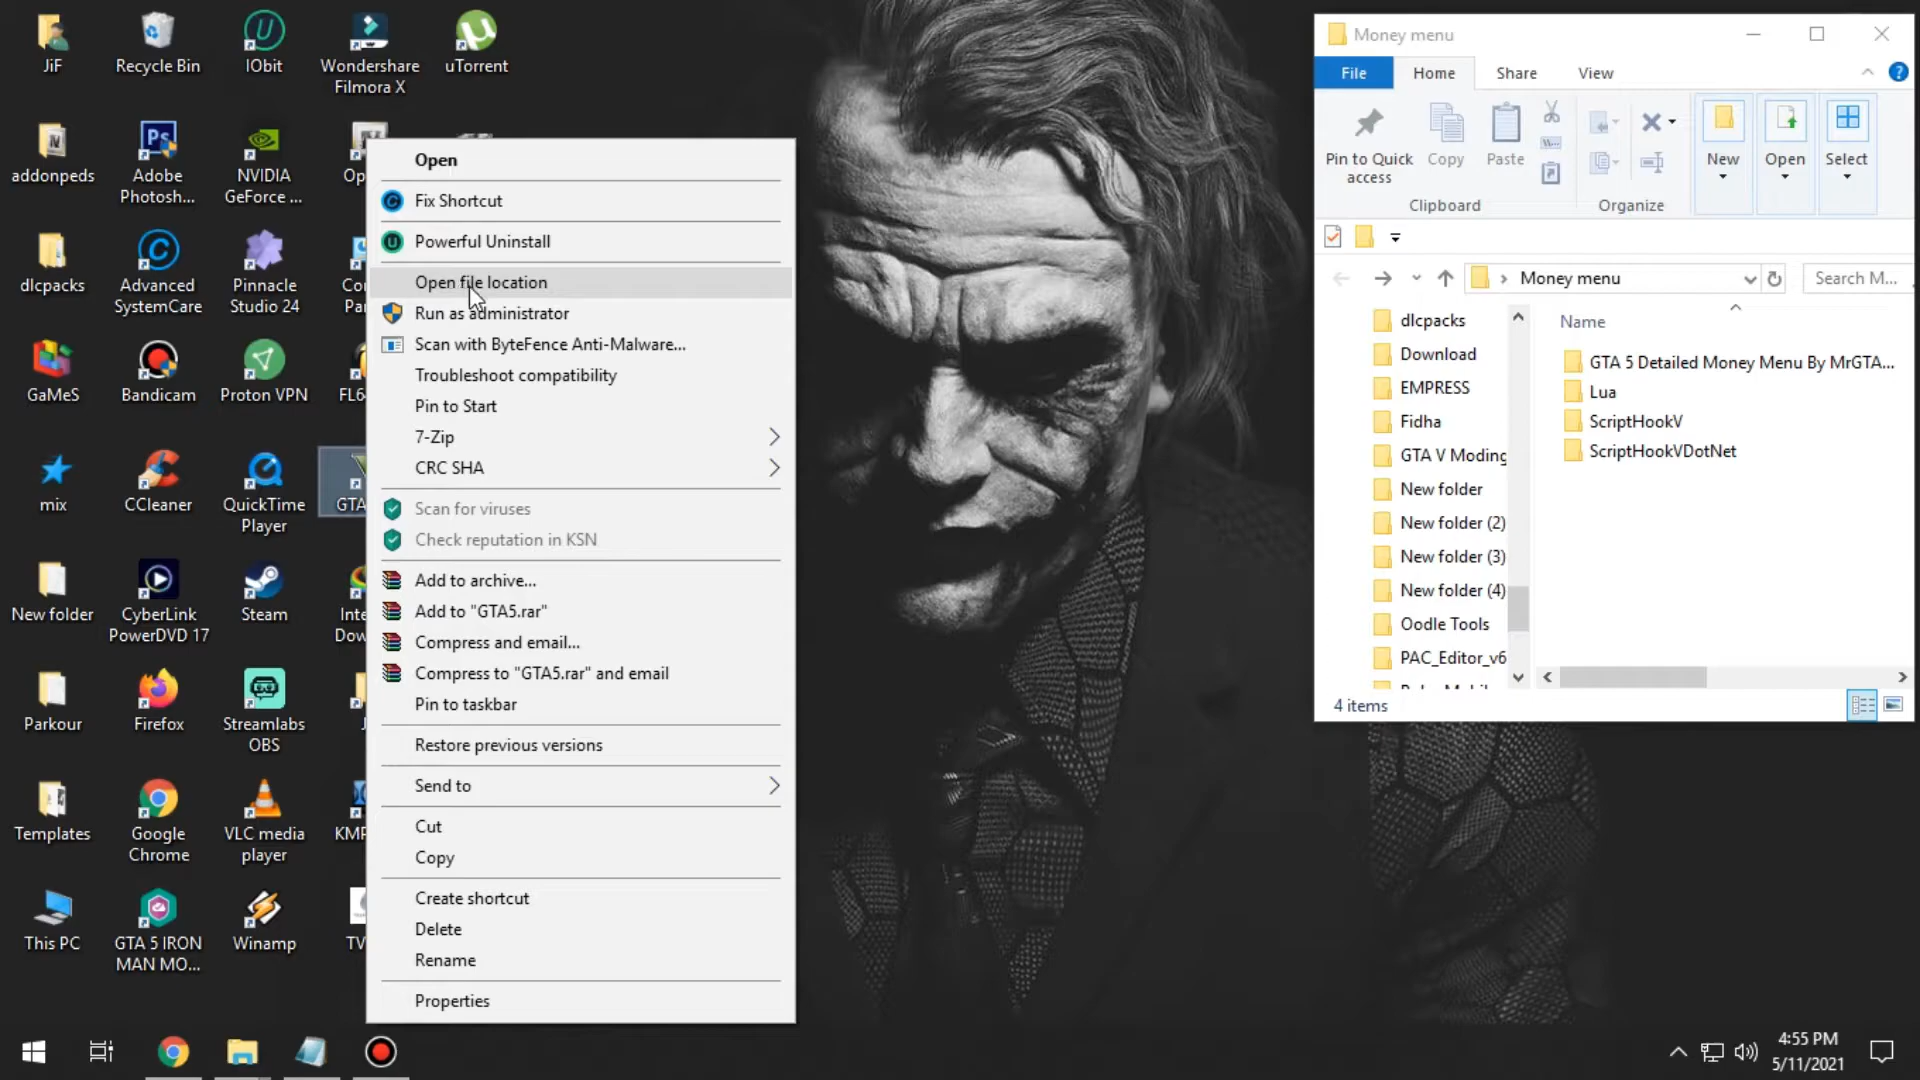 JiF
Recycle Bin
IObit
Wondershare
Filmora X
uTorrent
addonpeds
Adobe
Photosh...
NVIDIA
GeForce ...
Op
dlcpacks
Advanced
SystemCare
Pinnacle
Studio 24
Co
Pa
GaMeS
Bandicam
Proton VPN
FL6
mix
CCleaner
QuickTime
Player
GTA
New folder
CyberLink
PowerDVD 17
Steam
Inte
Dow
Parkour
Firefox
Streamlabs
OBS
J
Templates
Google
Chrome
VLC media
player
KMP
This PC
GTA 5 IRON
MAN MO...
Winamp
TV
Open
Fix Shortcut
Powerful Uninstall
Open file location
Run as administrator
Scan with ByteFence Anti-Malware...
Troubleshoot compatibility
Pin to Start
7-Zip
CRC SHA
Scan for viruses
Check reputation in KSN
Add to archive...
Add to "GTA5.rar"
Compress and email...
Compress to "GTA5.rar" and email
Pin to taskbar
Restore previous versions
Send to
Cut
Copy
Create shortcut
Delete
Rename
Properties
Money menu
File Home Share View
Pin to Quick
access
Copy
Paste
New
Open
Select
Clipboard
Organize
Money menu
Search M...
dlcpacks
Download
EMPRESS
Fidha
GTA V Moding
New folder
New folder (2)
New folder (3)
New folder (4)
Oodle Tools
PAC_Editor_v6
Name
GTA 5 Detailed Money Menu By MrGTA...
Lua
ScriptHookV
ScriptHookVDotNet
4 items
4:55 PM
5/11/2021